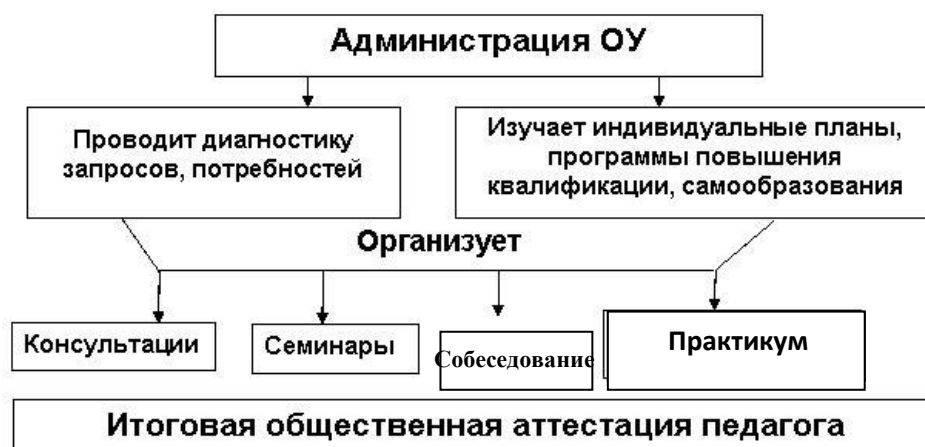 Администрация ОУ
Проводит диагностику
запросов, потребностей
Изучает индивидуальные планы,
программы повышения
квалификации, самообразования
Организует
Консультации
Семинары
Собеседование
Практикум
Итоговая общественная аттестация педагога